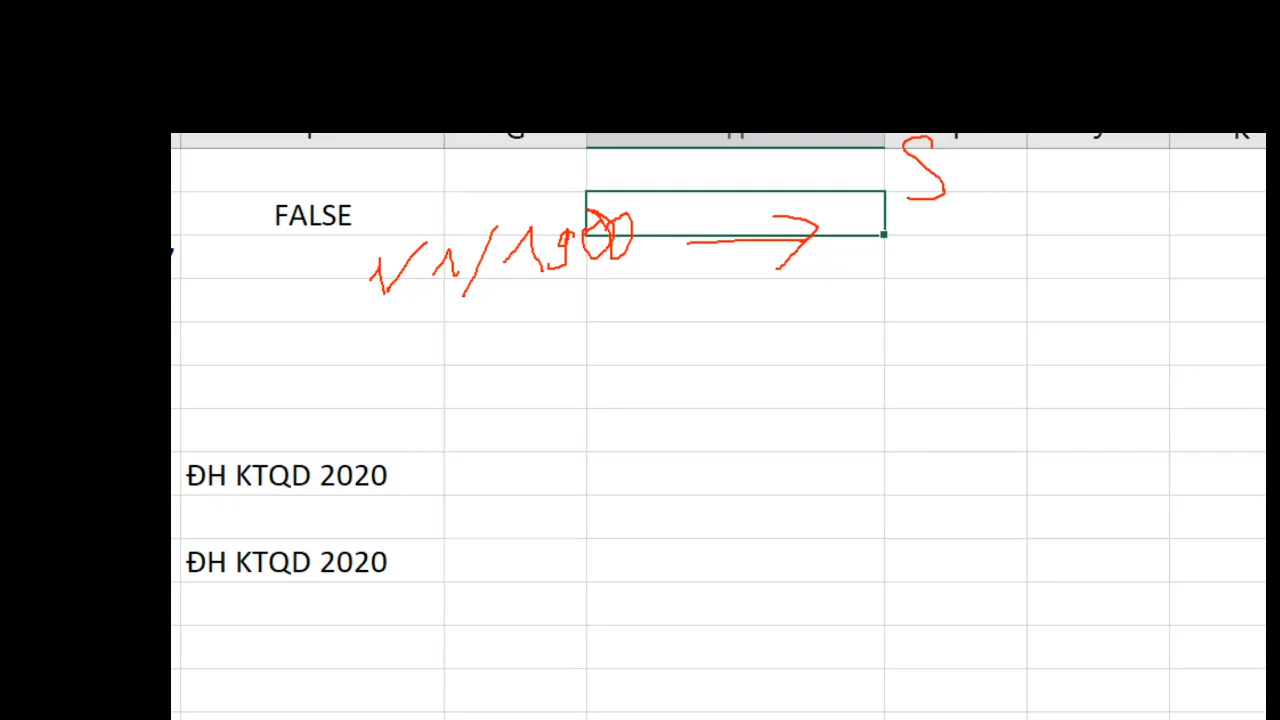 G H J K
S
FALSE
1/1/1900
ĐH KTQD 2020
ĐH KTQD 2020